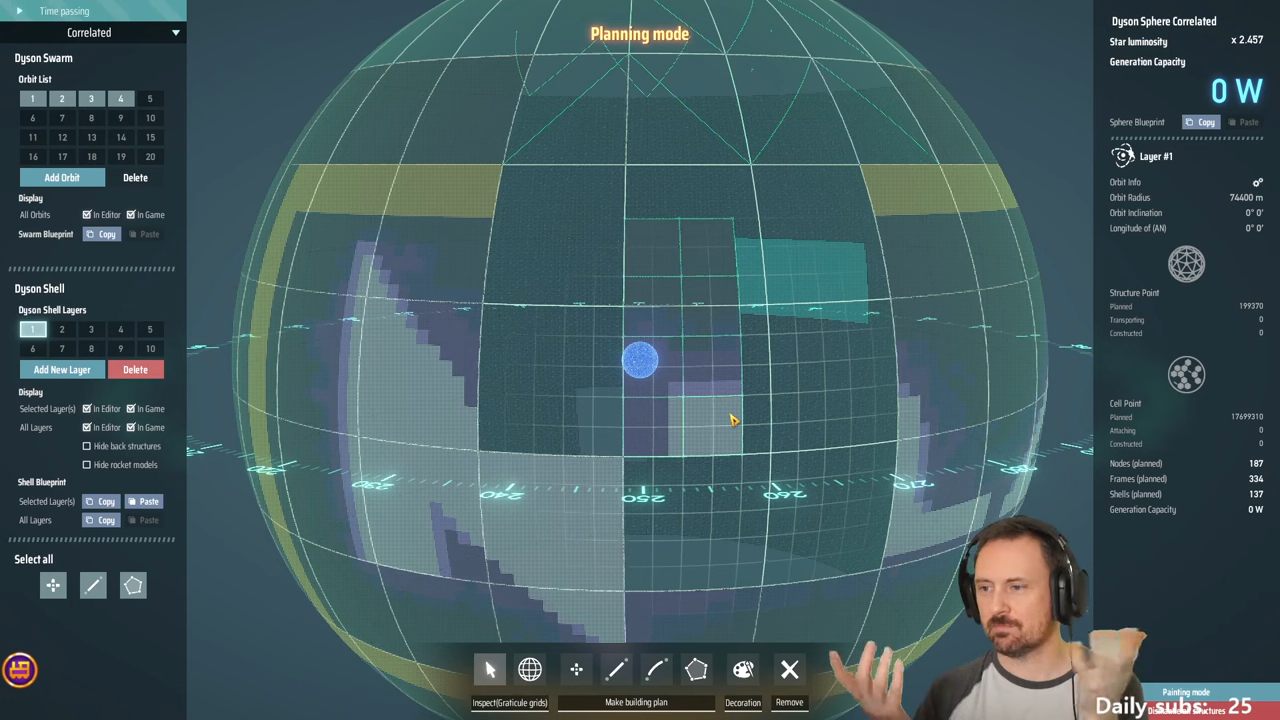 Time passing
Correlated
Dyson Swarm
Orbit List
1 2 3 4 5
6 7 8 9 10
11 12 13 14 15
16 17 18 19 20
Add Orbit Delete
Display
All Orbits In Editor In Game
Swarm Blueprint Copy Paste
Dyson Shell
Dyson Shell Layers
1 2 3 4 5
6 7 8 9 10
Add New Layer Delete
Display
Selected Layer(s) In Editor In Game
All Layers In Editor In Game
Hide back structures
Hide rocket models
Shell Blueprint
Selected Layer(s) Copy Paste
All Layers Copy Paste
Select all
Planning mode
230 240 250 260 270
Inspect(Graticule grids) Make building plan Decoration Remove
Dyson Sphere Correlated
Star luminosity x 2.457
Generation Capacity
0 W
Sphere Blueprint Copy Paste
Layer #1
Orbit Info
Orbit Radius 74400 m
Orbit Inclination 0° 0'
Longitude of (AN) 0° 0'
Structure Point
Planned 199370
Transporting 0
Constructed 0
Cell Point
Planned 17699310
Attaching 0
Constructed 0
Nodes (planned) 187
Frames (planned) 334
Shells (planned) 137
Generation Capacity 0 W
Painting mode
Daily subs: 25